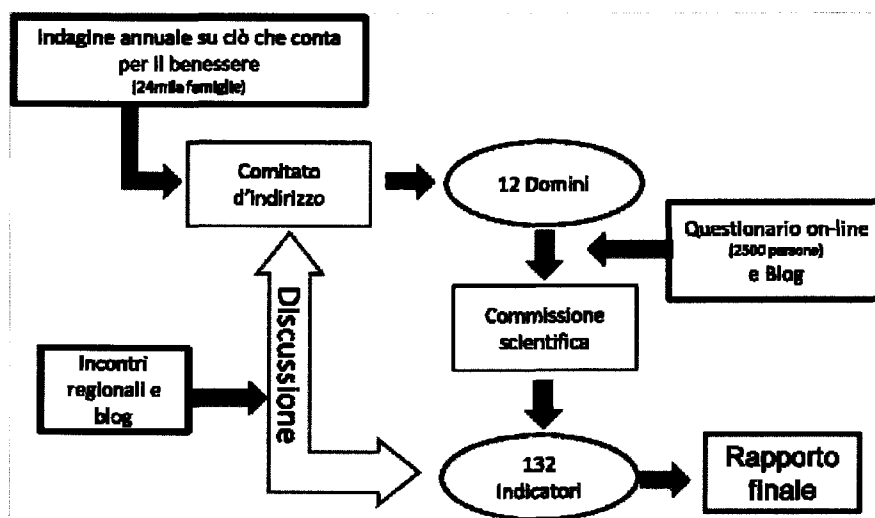 Indagine annuale su ciò che conta
per il benessere
(24mila famiglie)
Comitato
d'indirizzo
12 Domini
Questionario on-line
(2500 persone)
e Blog
Commissione
scientifica
Discussione
Incontri
regionali e
blog
132
Indicatori
Rapporto
finale